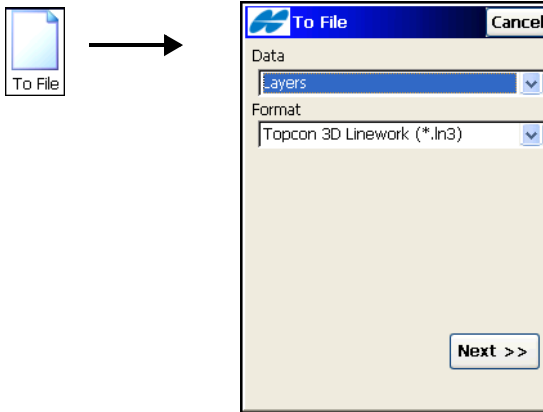 To File
To File
Cancel
Data
Layers
Format
Topcon 3D Linework (*.ln3)
Next >>